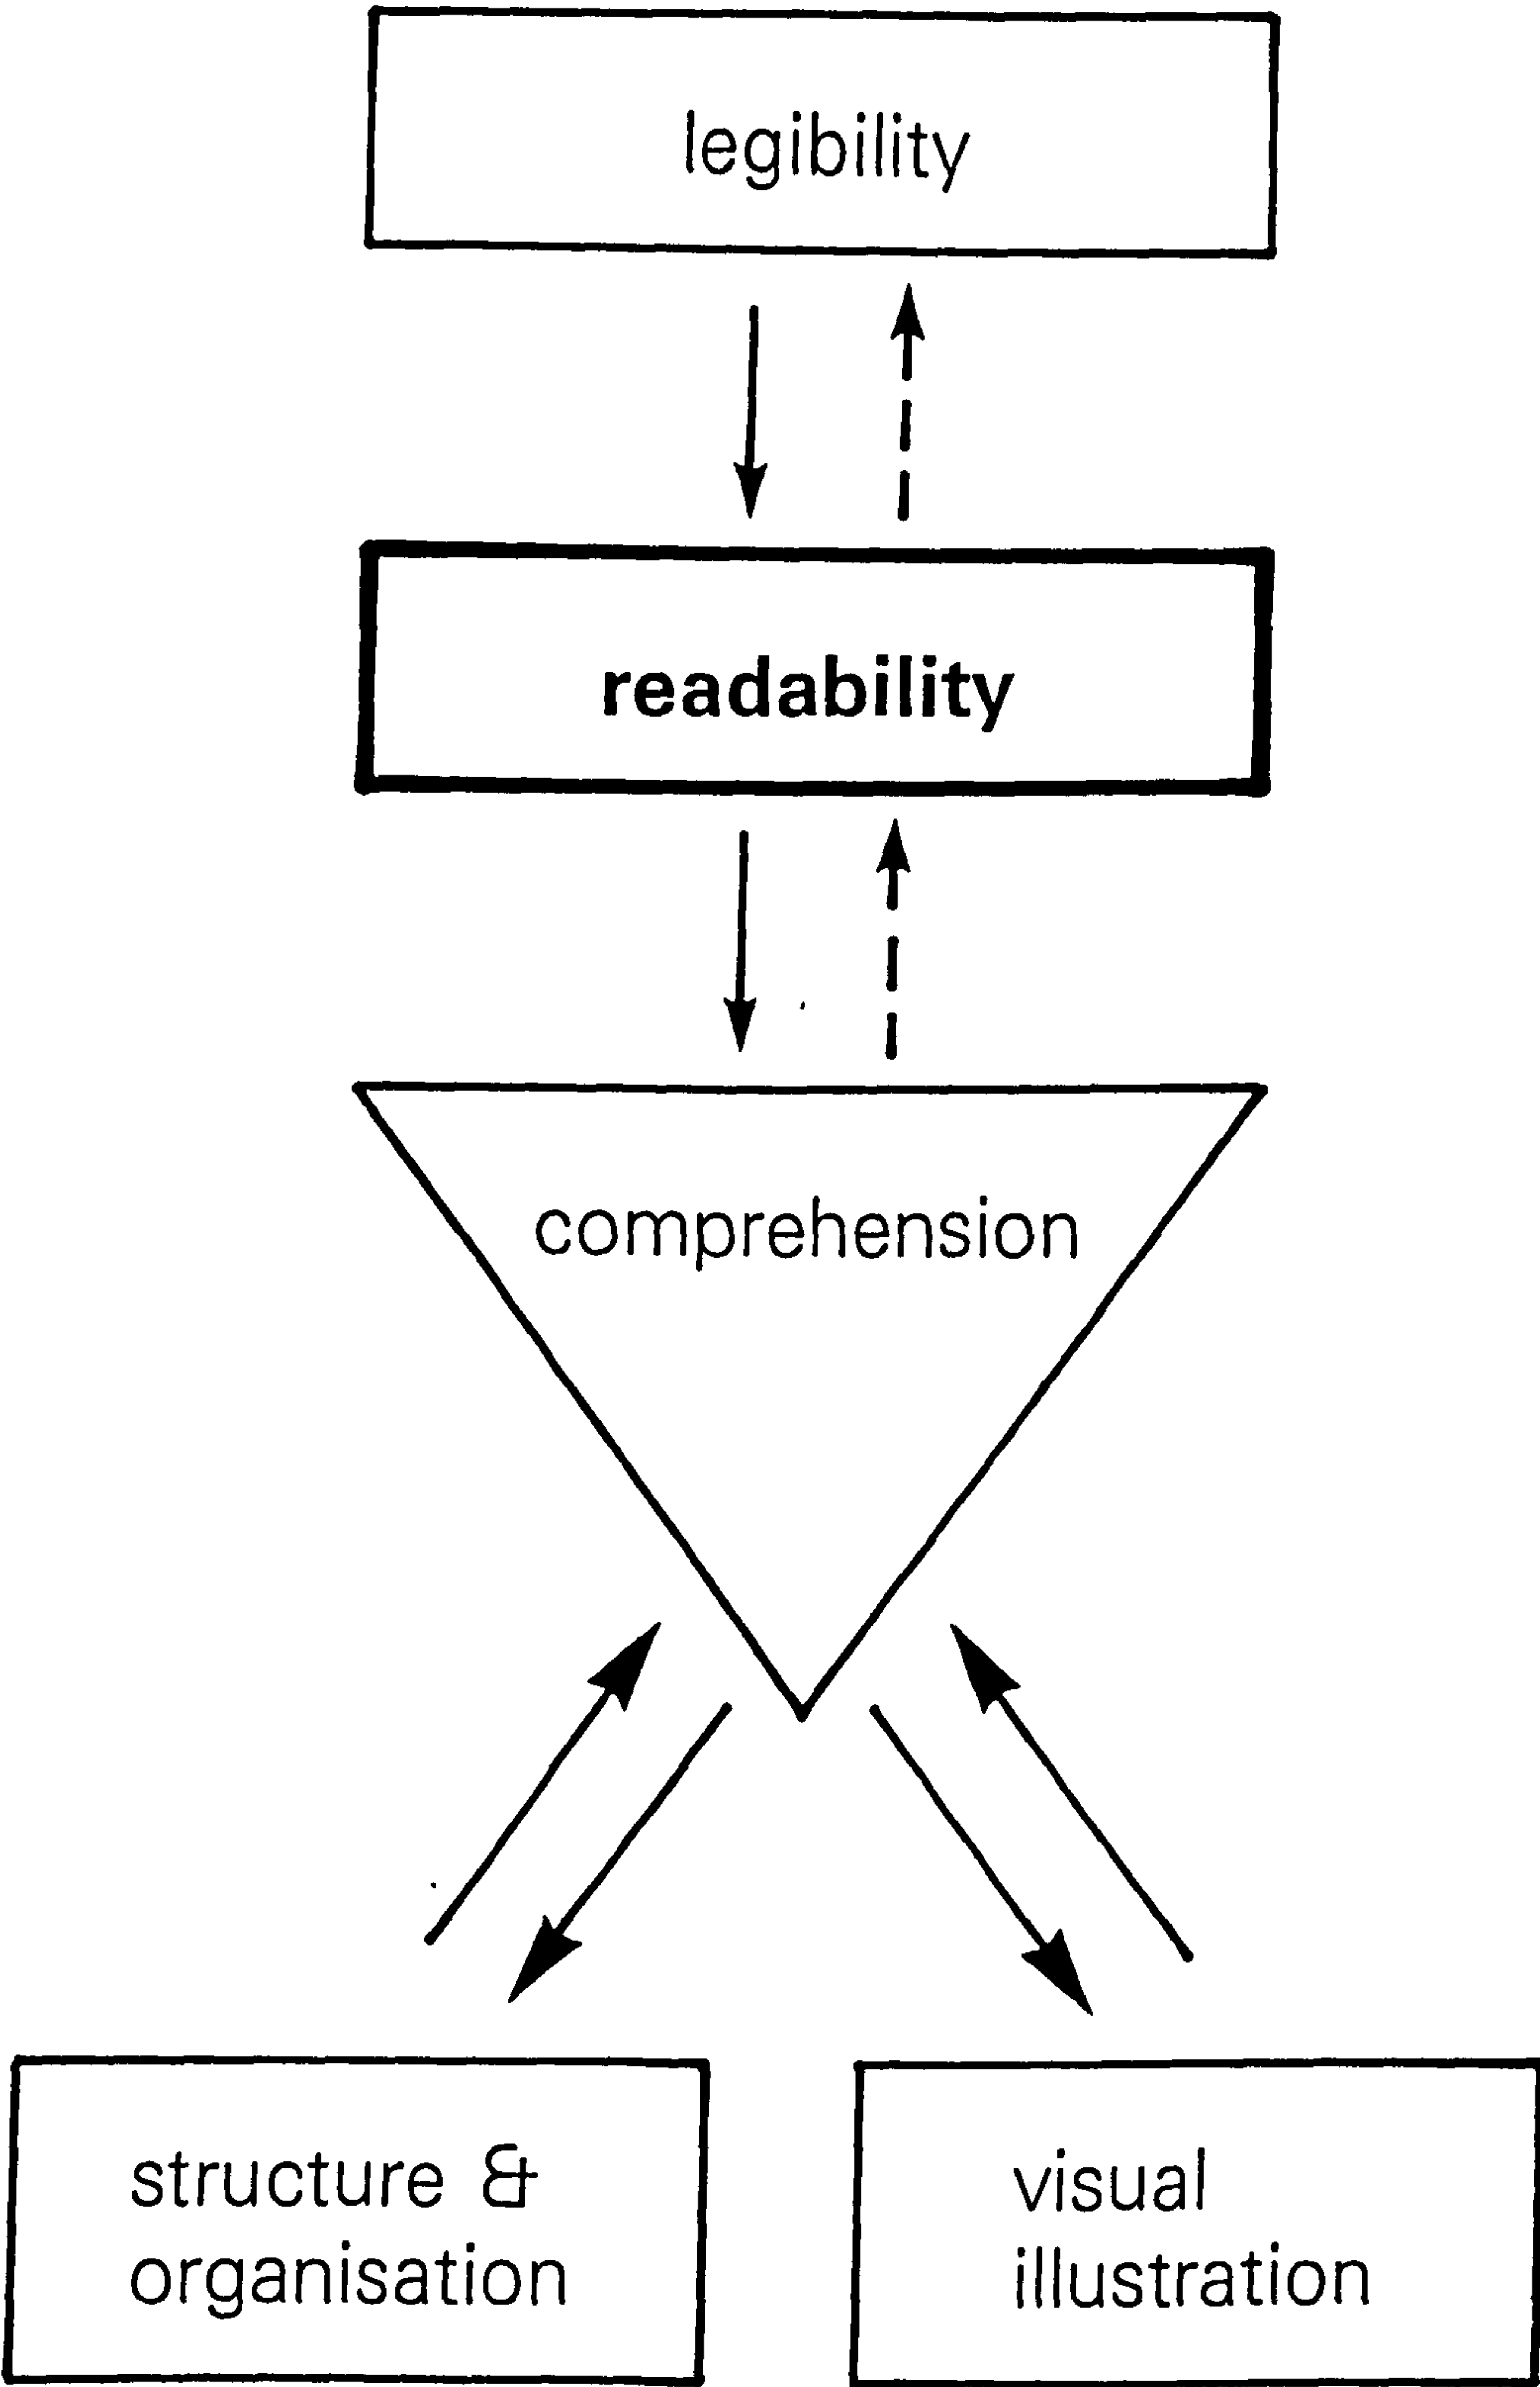 legibility
readability
comprehension
structure &
organisation
visual
illustration